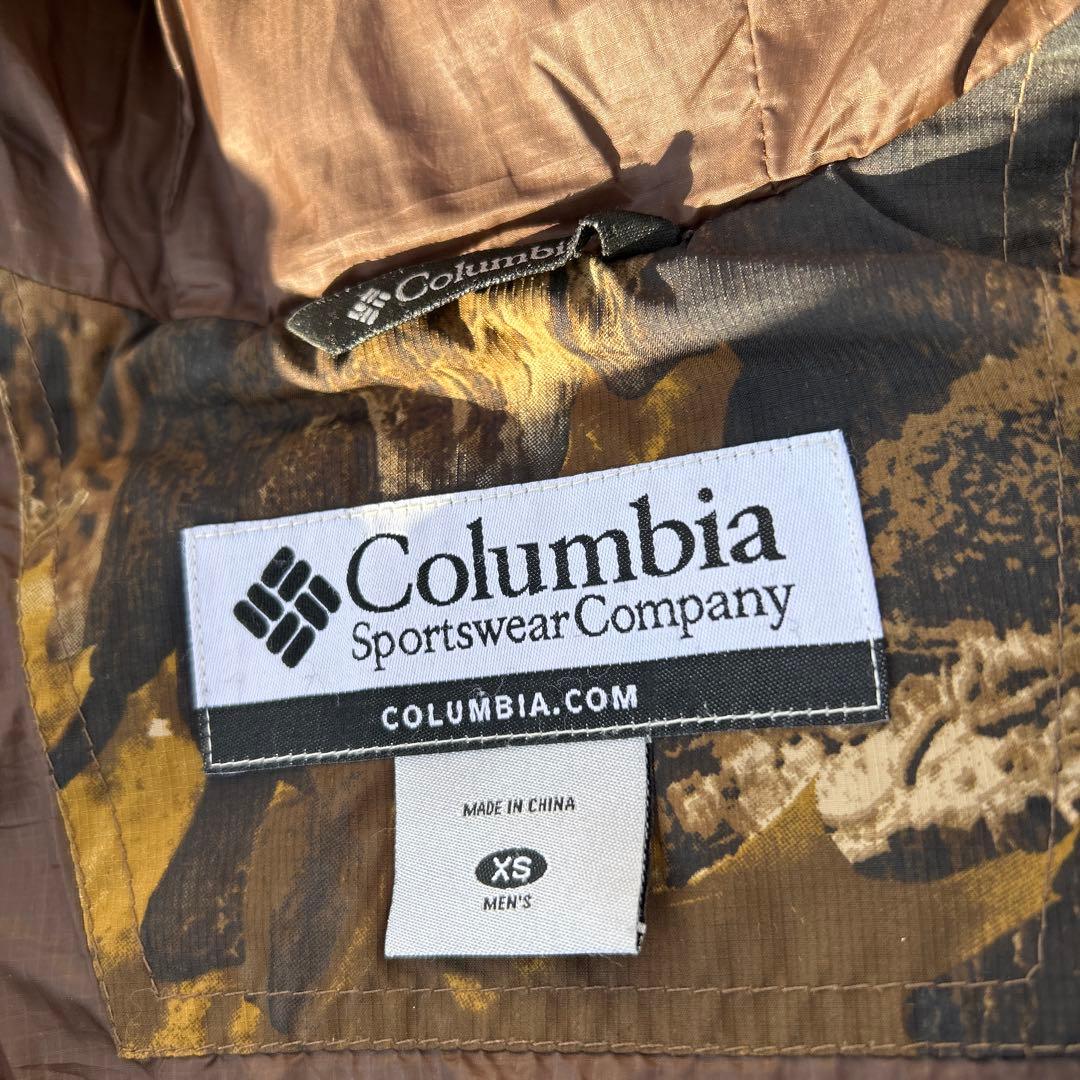 Columbia
Columbia
Sportswear Company
COLUMBIA.COM
MADE IN CHINA
XS
MEN'S